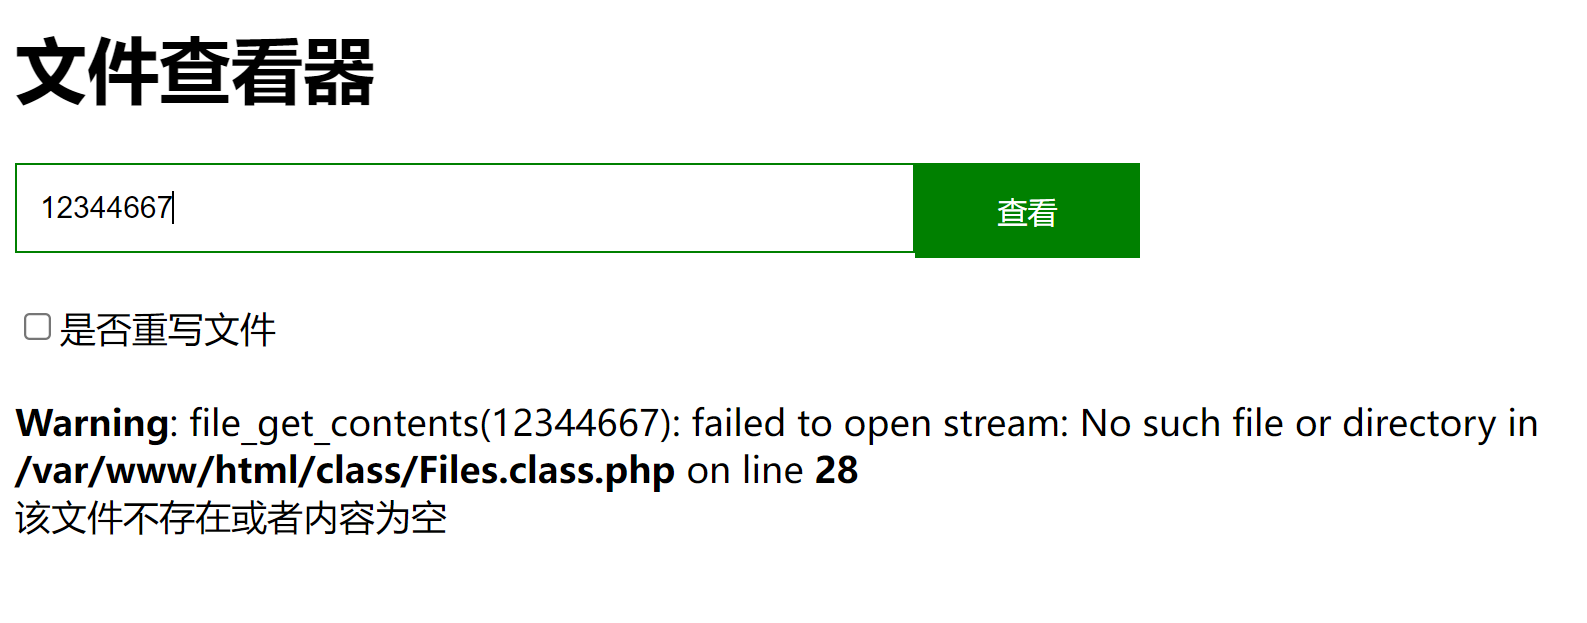 文件查看器
12344667
查看
是否重写文件
Warning: file_get_contents(12344667): failed to open stream: No such file or directory in
/var/www/html/class/Files.class.php on line 28
该文件不存在或者内容为空